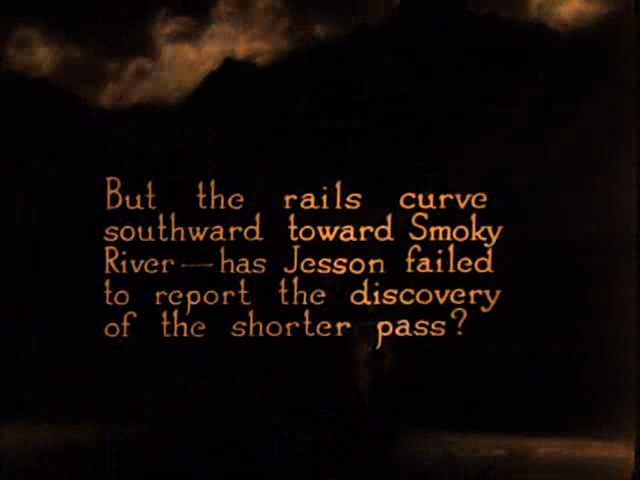 But the rails curve
southward toward Smoky
River—has Jesson failed
to report the discovery
of the shorter pass?